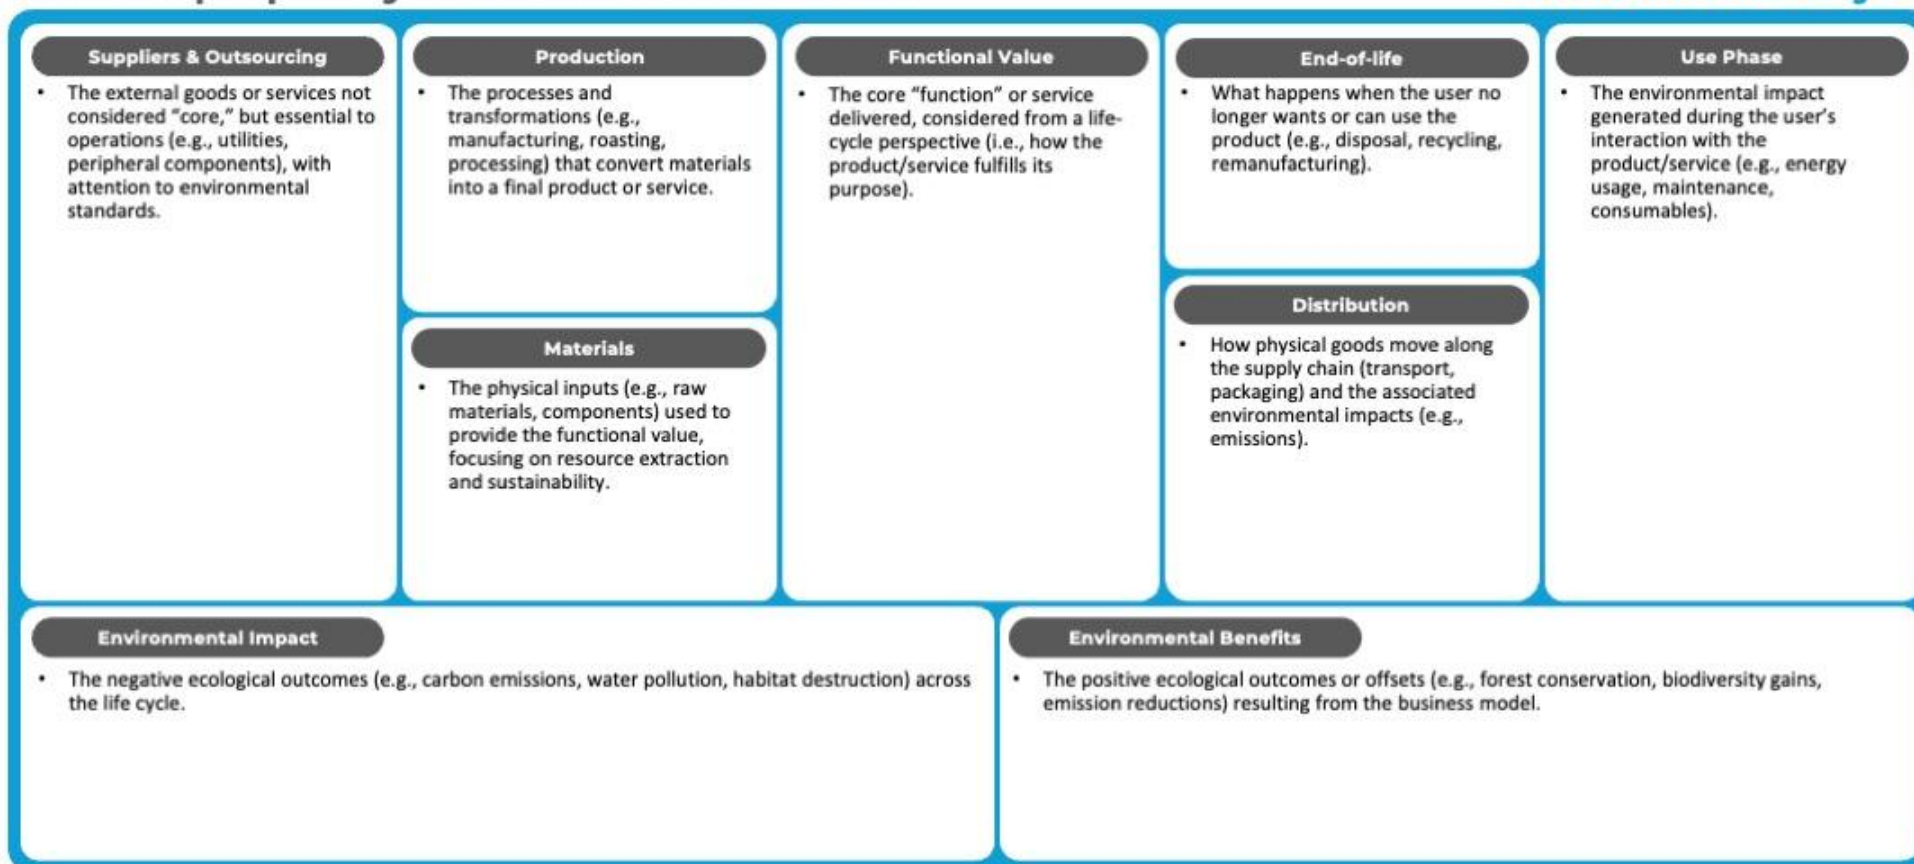 Suppliers & Outsourcing
• The external goods or services not
considered “core,” but essential to
operations (e.g., utilities,
peripheral components), with
attention to environmental
standards.
Production
• The processes and
transformations (e.g.,
manufacturing, roasting,
processing) that convert materials
into a final product or service.
Materials
• The physical inputs (e.g., raw
materials, components) used to
provide the functional value,
focusing on resource extraction
and sustainability.
Functional Value
• The core “function” or service
delivered, considered from a life-
cycle perspective (i.e., how the
product/service fulfills its
purpose).
End-of-life
• What happens when the user no
longer wants or can use the
product (e.g., disposal, recycling,
remanufacturing).
Distribution
• How physical goods move along
the supply chain (transport,
packaging) and the associated
environmental impacts (e.g.,
emissions).
Use Phase
• The environmental impact
generated during the user’s
interaction with the
product/service (e.g., energy
usage, maintenance,
consumables).
Environmental Impact
• The negative ecological outcomes (e.g., carbon emissions, water pollution, habitat destruction) across
the life cycle.
Environmental Benefits
• The positive ecological outcomes or offsets (e.g., forest conservation, biodiversity gains,
emission reductions) resulting from the business model.